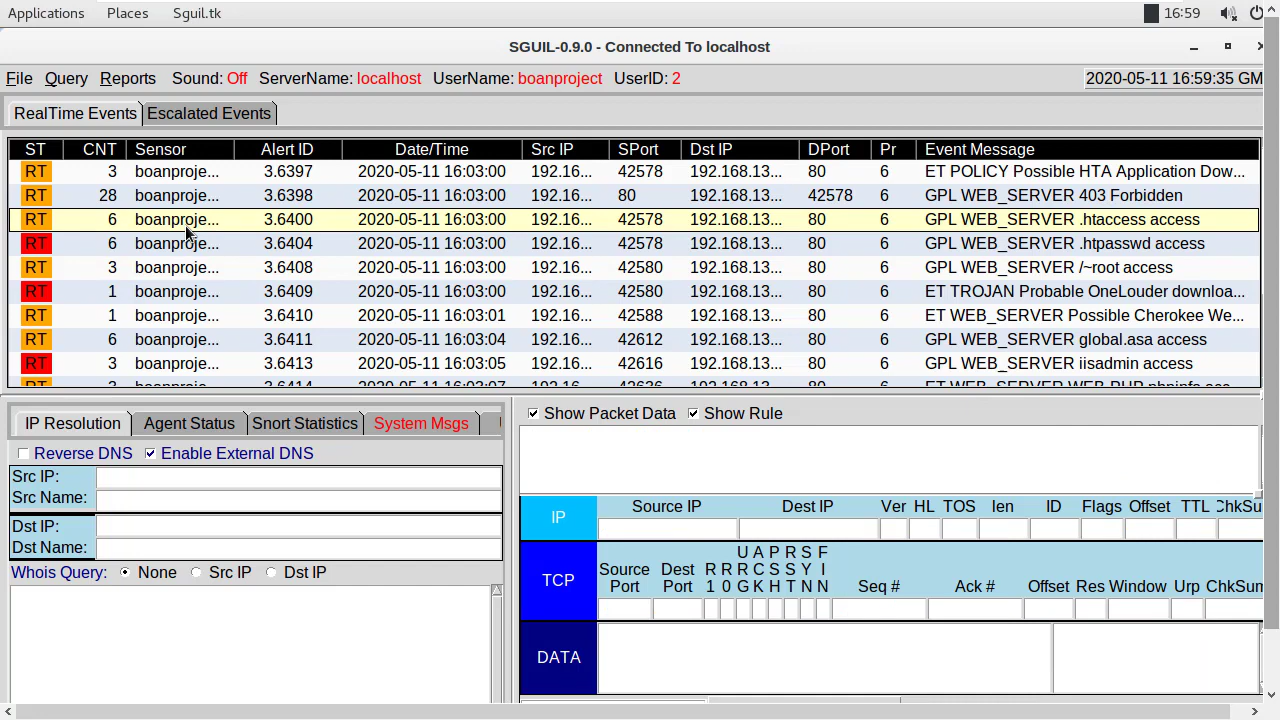 Applications Places Sguil.tk 16:59
SGUIL-0.9.0 - Connected To localhost
File Query Reports Sound: Off ServerName: localhost UserName: boanproject UserID: 2 2020-05-11 16:59:35 GM
RealTime Events Escalated Events
ST CNT Sensor Alert ID Date/Time Src IP SPort Dst IP DPort Pr Event Message
RT 3 boanproje... 3.6397 2020-05-11 16:03:00 192.16... 42578 192.168.13... 80 6 ET POLICY Possible HTA Application Dow...
RT 28 boanproje... 3.6398 2020-05-11 16:03:00 192.16... 80 192.168.13... 42578 6 GPL WEB_SERVER 403 Forbidden
RT 6 boanproje... 3.6400 2020-05-11 16:03:00 192.16... 42578 192.168.13... 80 6 GPL WEB_SERVER .htaccess access
RT 6 boanproje... 3.6404 2020-05-11 16:03:00 192.16... 42578 192.168.13... 80 6 GPL WEB_SERVER .htpasswd access
RT 3 boanproje... 3.6408 2020-05-11 16:03:00 192.16... 42580 192.168.13... 80 6 GPL WEB_SERVER /~root access
RT 1 boanproje... 3.6409 2020-05-11 16:03:00 192.16... 42580 192.168.13... 80 6 ET TROJAN Probable OneLouder downloa...
RT 1 boanproje... 3.6410 2020-05-11 16:03:01 192.16... 42588 192.168.13... 80 6 ET WEB_SERVER Possible Cherokee We...
RT 6 boanproje... 3.6411 2020-05-11 16:03:04 192.16... 42612 192.168.13... 80 6 GPL WEB_SERVER global.asa access
RT 3 boanproje... 3.6413 2020-05-11 16:03:05 192.16... 42616 192.168.13... 80 6 GPL WEB_SERVER iisadmin access
IP Resolution Agent Status Snort Statistics System Msgs
Show Packet Data Show Rule
Reverse DNS Enable External DNS
Src IP:
Src Name:
Dst IP:
Dst Name:
Whois Query: None Src IP Dst IP
IP Source IP Dest IP Ver HL TOS len ID Flags Offset TTL ChkSu
TCP Source Port Dest Port R1 R0 URG ACK PSH RST SYN FIN Seq # Ack # Offset Res Window Urp ChkSum
DATA